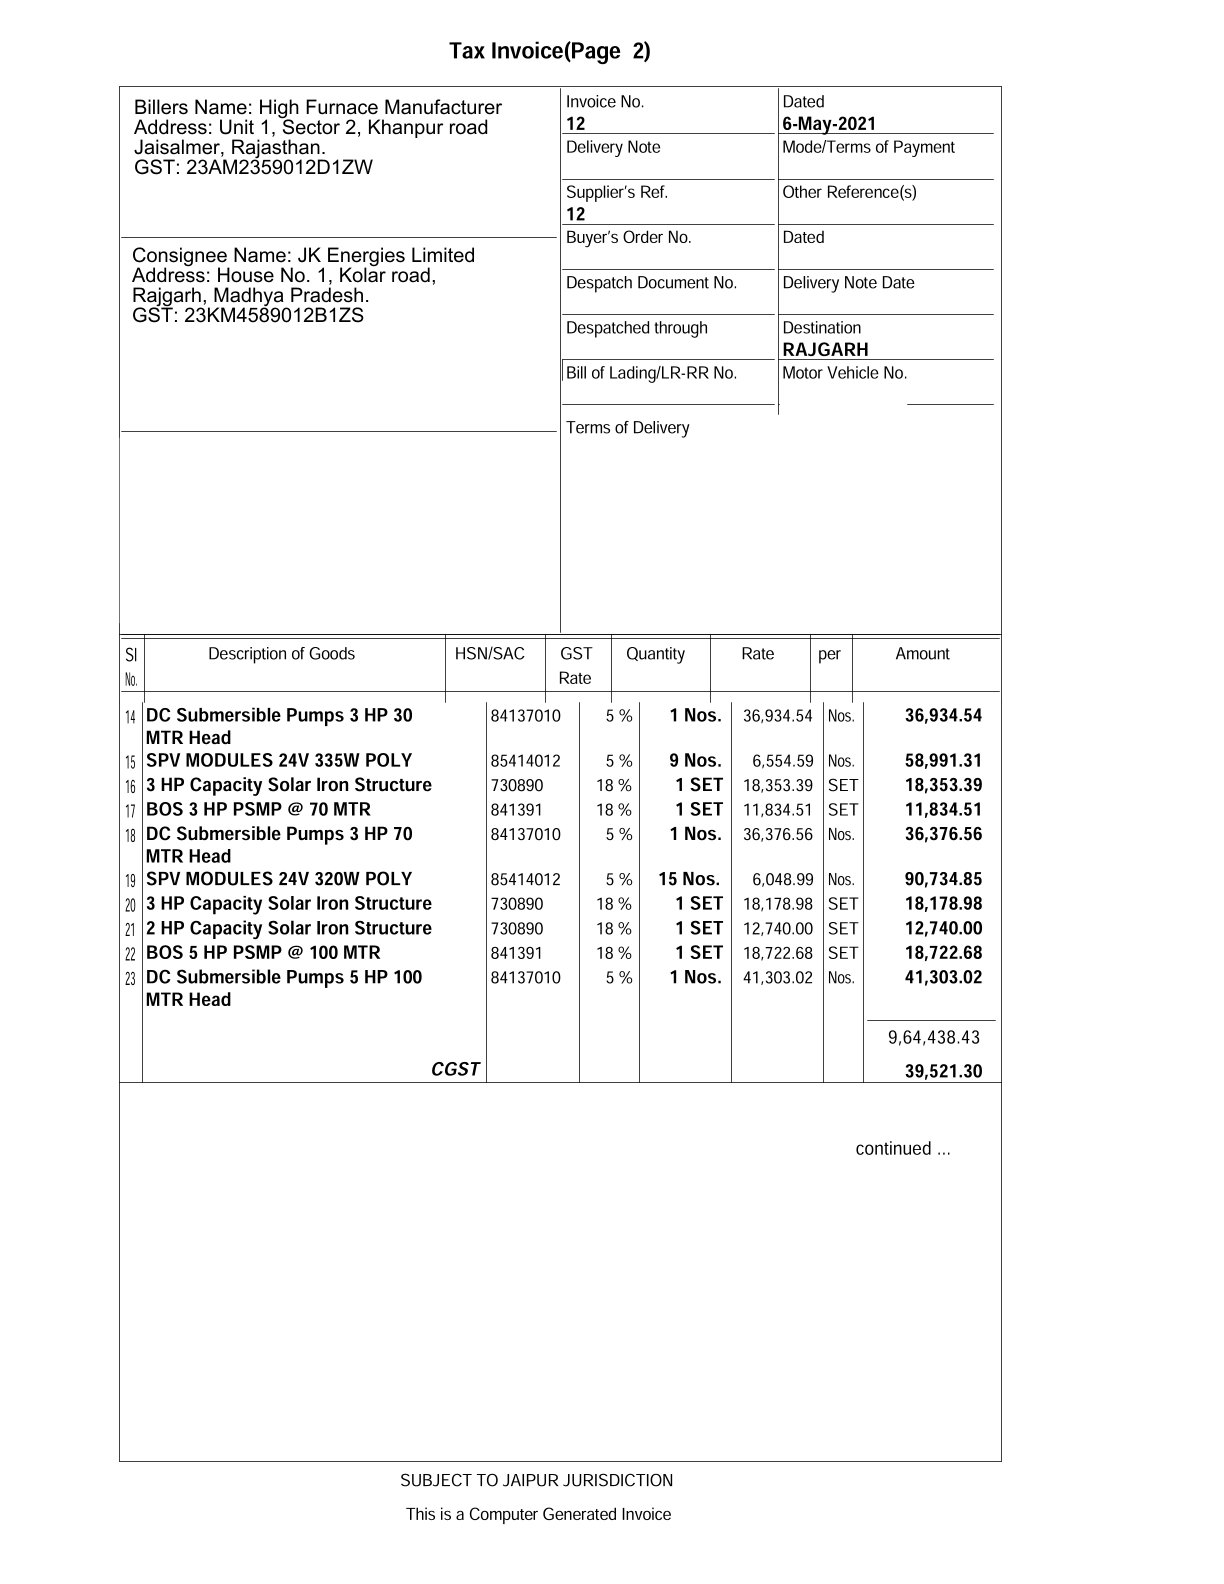 Tax Invoice(Page 2)
Billers Name: High Furnace Manufacturer
Address: Unit 1, Sector 2, Khanpur road
Jaisalmer, Rajasthan.
GST: 23AM2359012D1ZW
Consignee Name: JK Energies Limited
Address: House No. 1, Kolar road,
Rajgarh, Madhya Pradesh.
GST: 23KM4589012B1ZS
Invoice No. Dated
12 6-May-2021
Delivery Note Mode/Terms of Payment
Supplier's Ref. Other Reference(s)
12
Buyer's Order No. Dated
Despatch Document No. Delivery Note Date
Despatched through Destination
RAJGARH
Bill of Lading/LR-RR No. Motor Vehicle No.
Terms of Delivery
SI Description of Goods HSN/SAC GST Quantity Rate per Amount
No. Rate
14 DC Submersible Pumps 3 HP 30 84137010 5 % 1 Nos. 36,934.54 Nos. 36,934.54
MTR Head
15 SPV MODULES 24V 335W POLY 85414012 5 % 9 Nos. 6,554.59 Nos. 58,991.31
16 3 HP Capacity Solar Iron Structure 730890 18 % 1 SET 18,353.39 SET 18,353.39
17 BOS 3 HP PSMP @ 70 MTR 841391 18 % 1 SET 11,834.51 SET 11,834.51
18 DC Submersible Pumps 3 HP 70 84137010 5 % 1 Nos. 36,376.56 Nos. 36,376.56
MTR Head
19 SPV MODULES 24V 320W POLY 85414012 5 % 15 Nos. 6,048.99 Nos. 90,734.85
20 3 HP Capacity Solar Iron Structure 730890 18 % 1 SET 18,178.98 SET 18,178.98
21 2 HP Capacity Solar Iron Structure 730890 18 % 1 SET 12,740.00 SET 12,740.00
22 BOS 5 HP PSMP @ 100 MTR 841391 18 % 1 SET 18,722.68 SET 18,722.68
23 DC Submersible Pumps 5 HP 100 84137010 5 % 1 Nos. 41,303.02 Nos. 41,303.02
MTR Head
9,64,438.43
CGST 39,521.30
continued ...
SUBJECT TO JAIPUR JURISDICTION
This is a Computer Generated Invoice